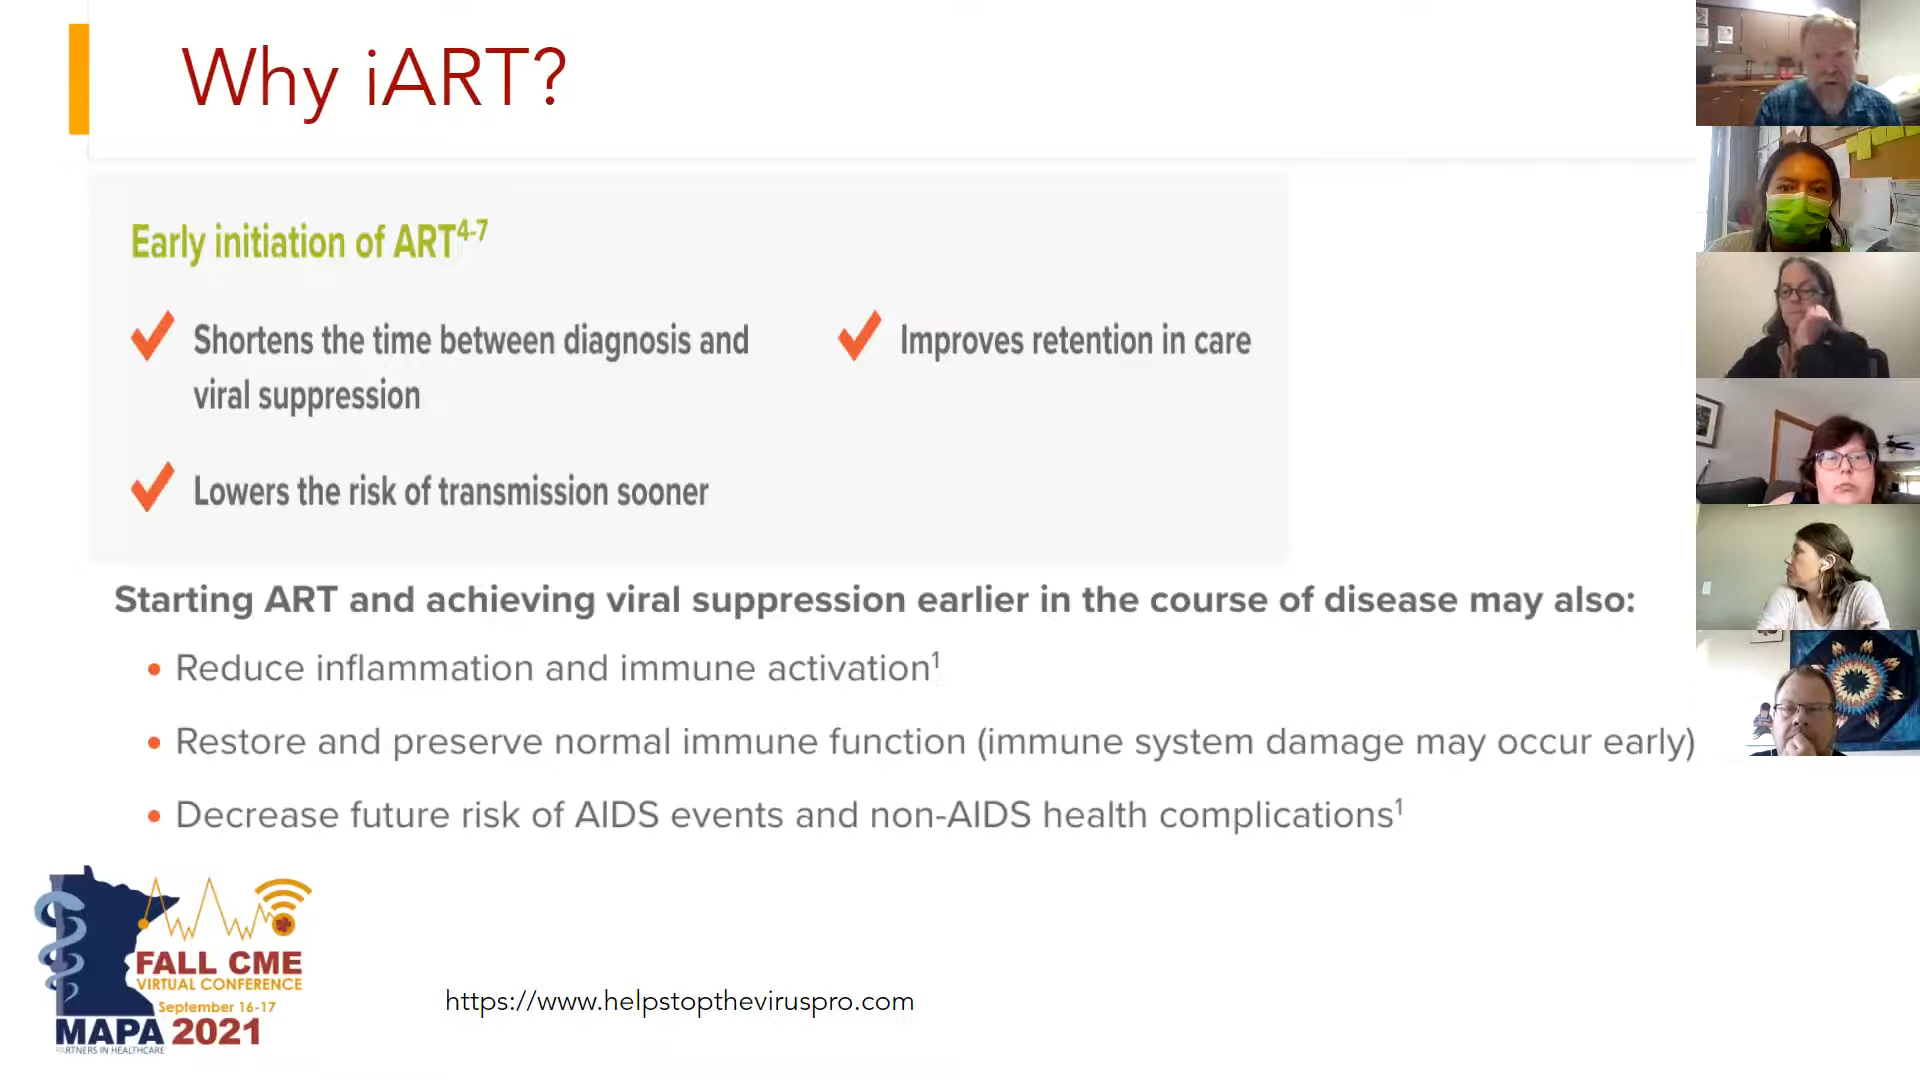 Why iART?
Early initiation of ART4-7
Shortens the time between diagnosis and
viral suppression
Improves retention in care
Lowers the risk of transmission sooner
Starting ART and achieving viral suppression earlier in the course of disease may also:
• Reduce inflammation and immune activation1
• Restore and preserve normal immune function (immune system damage may occur early)
• Decrease future risk of AIDS events and non-AIDS health complications1
FALL CME
VIRTUAL CONFERENCE
September 16-17
MAPA 2021
PARTNERS IN HEALTHCARE
https://www.helpstoptheviruspro.com